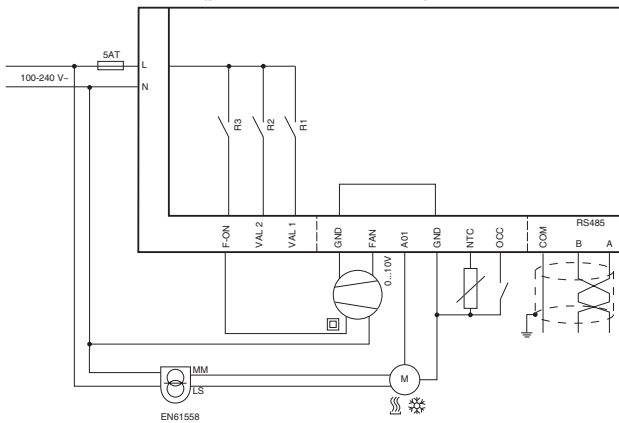 5AT
L
100-240 V~
N
R3
R2
R1
RS485
F-ON
VAL 2
VAL 1
GND
FAN
A01
GND
NTC
OCC
COM
B
A
0...10V
MM
LS
M
EN61558